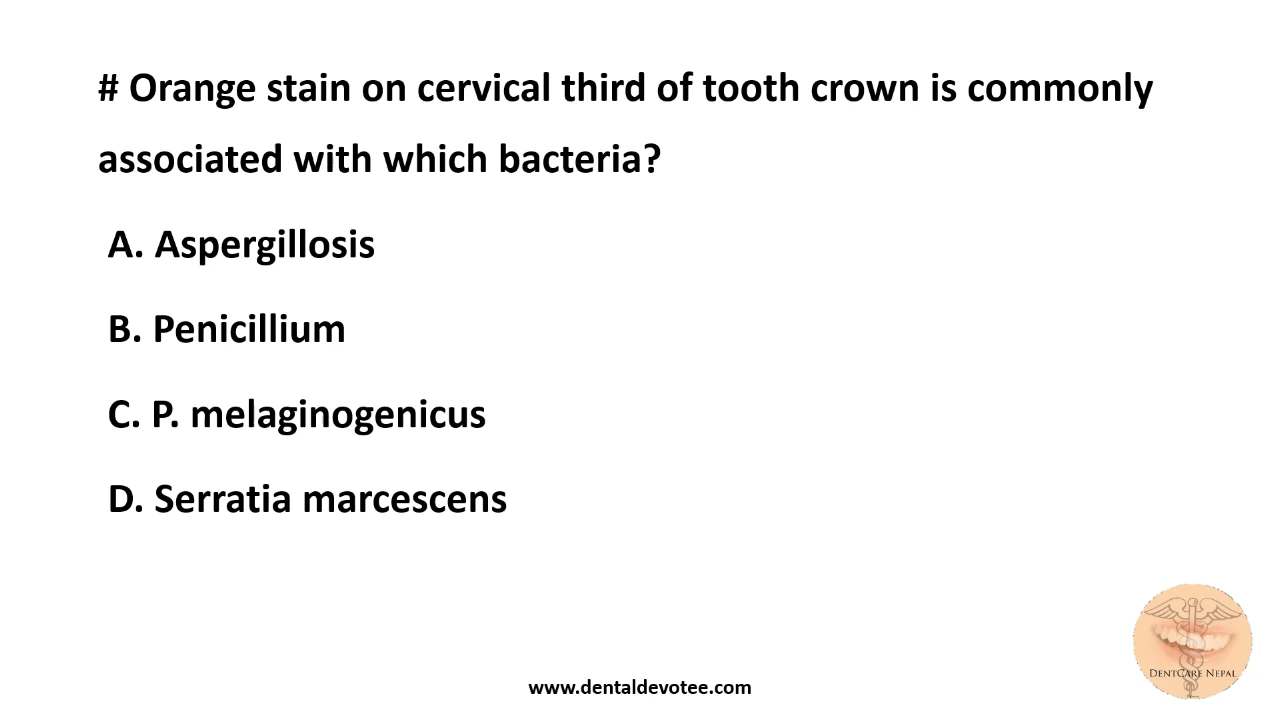 # Orange stain on cervical third of tooth crown is commonly
associated with which bacteria?
A. Aspergillosis
B. Penicillium
C. P. melaginogenicus
D. Serratia marcescens
DENTCARE NEPAL
www.dentaldevotee.com